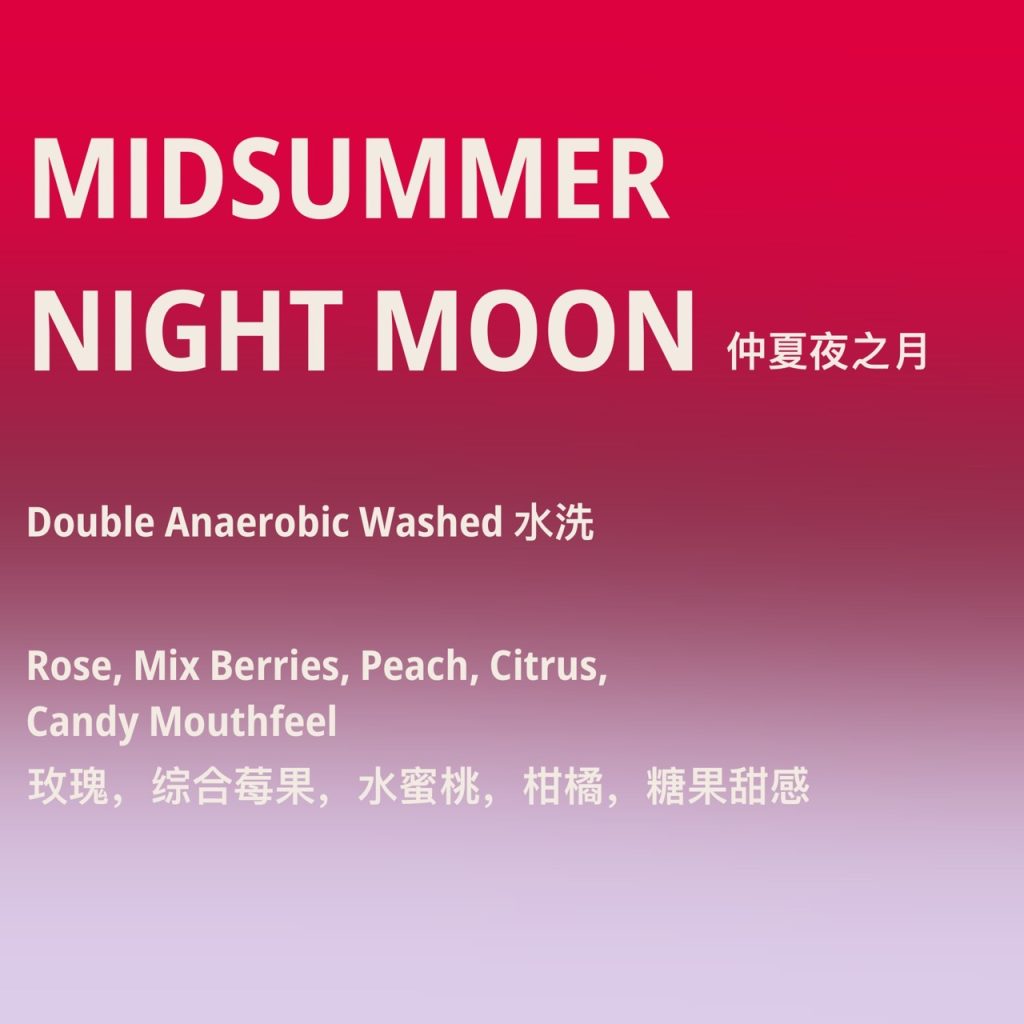 MIDSUMMER
NIGHT MOON 仲夏夜之月
Double Anaerobic Washed 水洗
Rose, Mix Berries, Peach, Citrus,
Candy Mouthfeel
玫瑰，综合莓果，水蜜桃，柑橘，糖果甜感